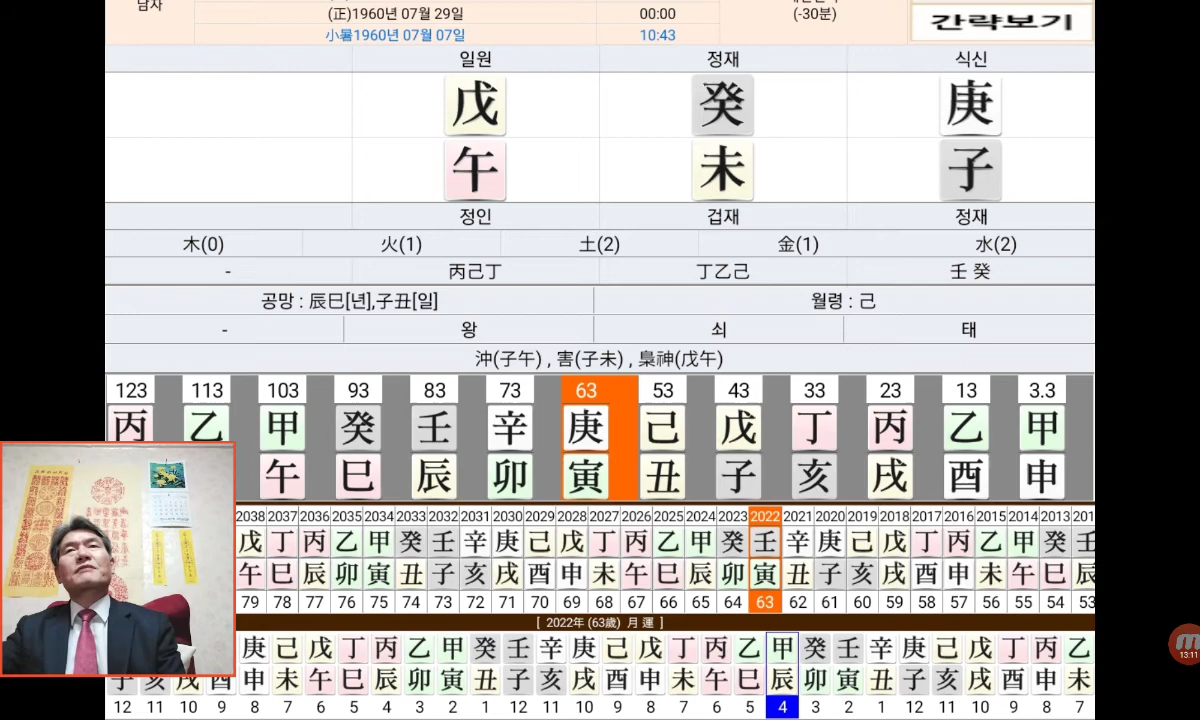 남자
(正)1960년 07월 29일 00:00 (-30분)
小暑1960년 07월 07일 10:43
간략보기
일원 정재 식신
戊 癸 庚
午 未 子
정인 겁재 정재
木(0) 火(1) 土(2) 金(1) 水(2)
- 丙己丁 丁乙己 壬 癸
공망 : 辰巳[년],子丑[일] 월령 : 己
- 왕 쇠 태
沖(子午) , 害(子未) , 梟神(戊午)
123 113 103 93 83 73 63 53 43 33 23 13 3.3
丙 乙 甲 癸 壬 辛 庚 己 戊 丁 丙 乙 甲
午 巳 辰 卯 寅 丑 子 亥 戌 酉 申
2038 2037 2036 2035 2034 2033 2032 2031 2030 2029 2028 2027 2026 2025 2024 2023 2022 2021 2020 2019 2018 2017 2016 2015 2014 2013 201
戊 丁 丙 乙 甲 癸 壬 辛 庚 己 戊 丁 丙 乙 甲 癸 壬 辛 庚 己 戊 丁 丙 乙 甲 癸 壬
午 巳 辰 卯 寅 丑 子 亥 戌 酉 申 未 午 巳 辰 卯 寅 丑 子 亥 戌 酉 申 未 午 巳 辰
79 78 77 76 75 74 73 72 71 70 69 68 67 66 65 64 63 62 61 60 59 58 57 56 55 54 53
[ 2022年 (63歲) 月 運 ]
庚 己 戊 丁 丙 乙 甲 癸 壬 辛 庚 己 戊 丁 丙 乙 甲 癸 壬 辛 庚 己 戊 丁 丙 乙
子 亥 戌 酉 申 未 午 巳 辰 卯 寅 丑 子 亥 戌 酉 申 未 午 巳 辰 卯 寅 丑 子 亥 戌 酉 申 未
12 11 10 9 8 7 6 5 4 3 2 1 12 11 10 9 8 7 6 5 4 3 2 1 12 11 10 9 8 7
13:11